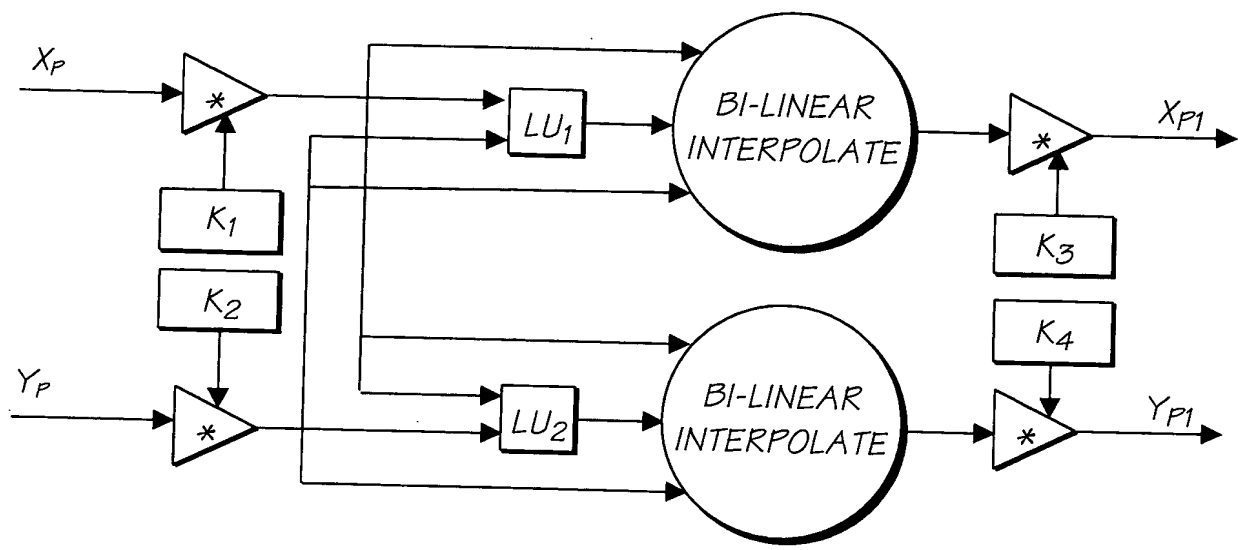 Xₚ
*
LU₁
BI-LINEAR
INTERPOLATE
*
Xₚ₁
K₁
K₃
K₂
K₄
Yₚ
*
LU₂
BI-LINEAR
INTERPOLATE
*
Yₚ₁